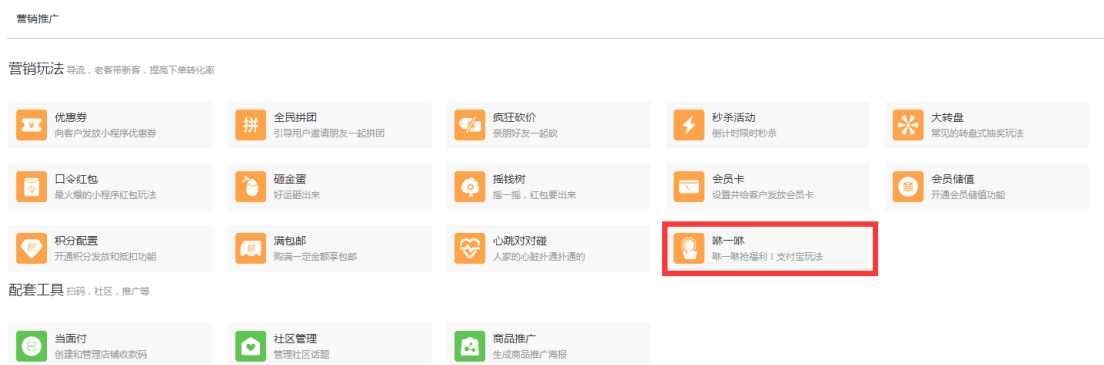 营销推广
营销玩法 导流，老客带新客，提高下单转化率
优惠券
向客户发放小程序优惠券
全民拼团
引导用户邀请朋友一起拼团
疯狂砍价
亲朋好友一起砍
秒杀活动
倒计时限时秒杀
大转盘
常见的转盘式抽奖玩法
口令红包
最火爆的小程序红包玩法
砸金蛋
好运砸出来
摇钱树
摇一摇，红包要出来
会员卡
设置并给客户发放会员卡
会员储值
开通会员储值功能
积分配置
开通积分发放和抵扣功能
满包邮
购满一定金额享包邮
心跳对对碰
人家的心脏扑通扑通的
咻一咻
咻一咻抢福利！支付宝玩法
配套工具 扫码，社区，推广等
当面付
创建和管理店铺收款码
社区管理
管理社区话题
商品推广
生成商品推广海报